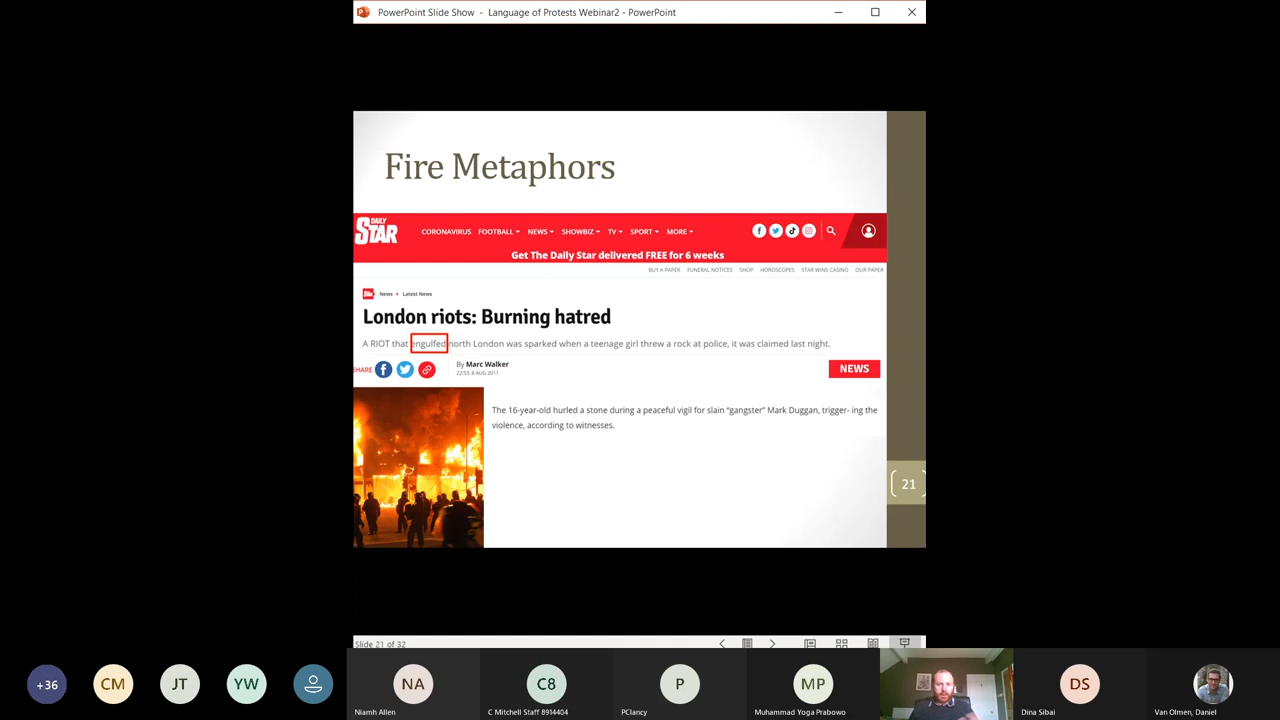 PowerPoint Slide Show - Language of Protests Webinar2 - PowerPoint
Fire Metaphors
DAILY STAR
CORONAVIRUS FOOTBALL NEWS SHOWBIZ TV SPORT MORE
Get The Daily Star delivered FREE for 6 weeks
BUY A PAPER FUNERAL NOTICES SHOP HOROSCOPES STAR WINS CASINO OUR PAPER
News Latest News
London riots: Burning hatred
A RIOT that engulfed north London was sparked when a teenage girl threw a rock at police, it was claimed last night.
SHARE
By Marc Walker
22:53, 8 AUG 2011
NEWS
The 16-year-old hurled a stone during a peaceful vigil for slain "gangster" Mark Duggan, trigger- ing the
violence, according to witnesses.
21
Slide 21 of 32
+36 CM JT YW NA C8 P MP DS
Niamh Allen C Mitchell Staff 8914404 PClancy Muhammad Yoga Prabowo Dina Sibai Van Olmen, Daniel